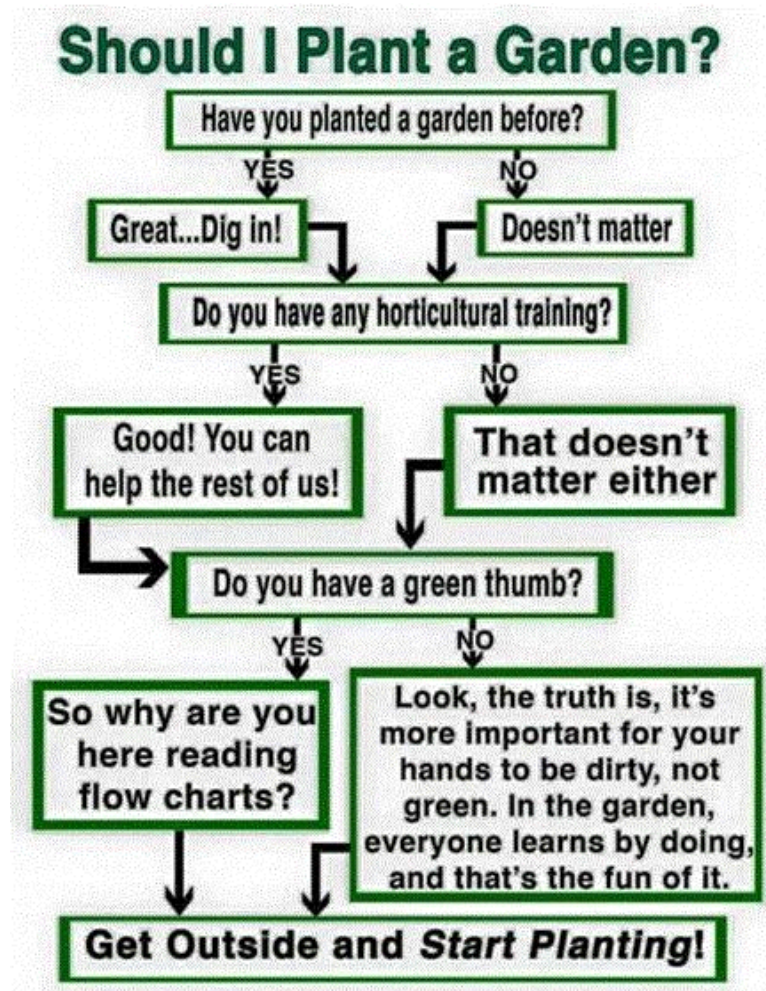 Should I Plant a Garden?
Have you planted a garden before?
YES
NO
Great...Dig in!
Doesn't matter
Do you have any horticultural training?
YES
NO
Good! You can
help the rest of us!
That doesn't
matter either
Do you have a green thumb?
YES
NO
So why are you
here reading
flow charts?
Look, the truth is, it's
more important for your
hands to be dirty, not
green. In the garden,
everyone learns by doing,
and that's the fun of it.
Get Outside and Start Planting!